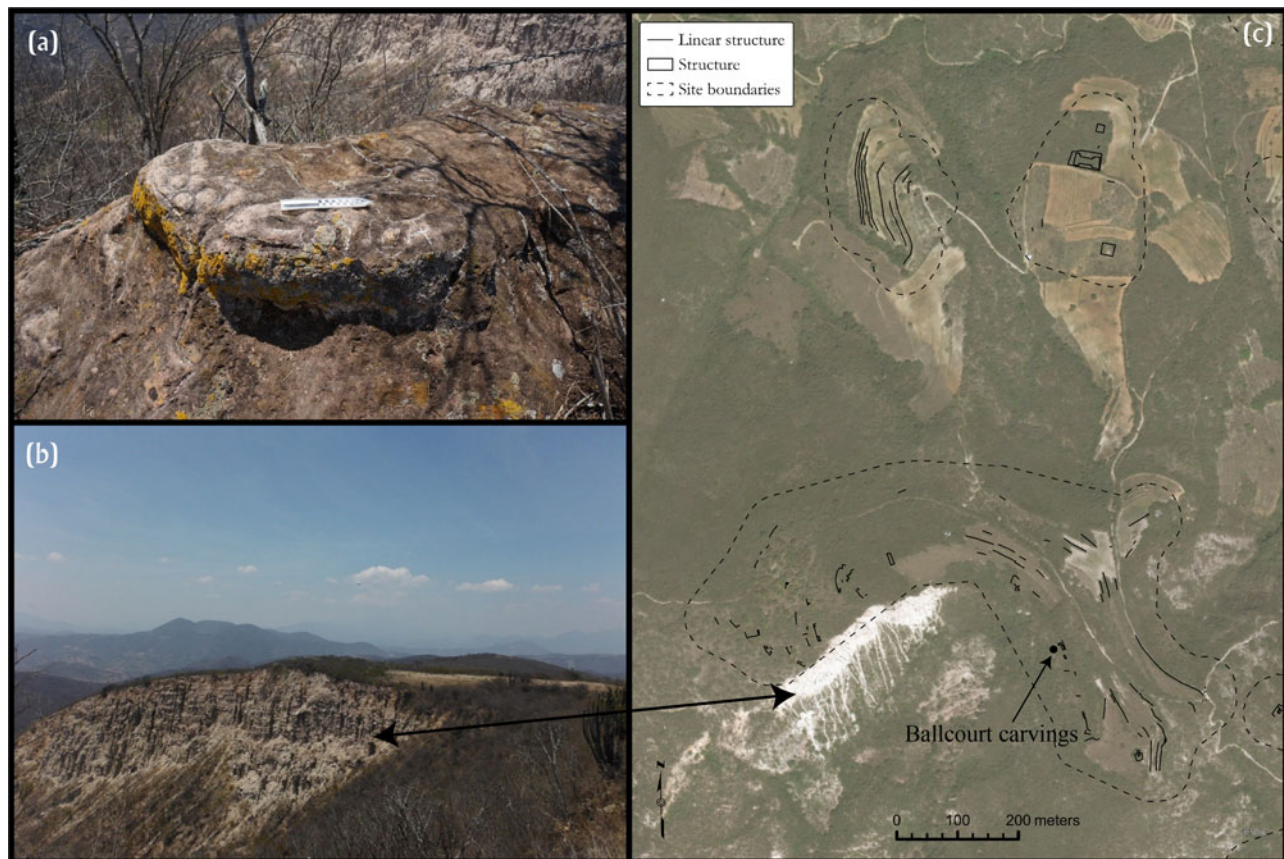 (a)
(b)
(c)
Linear structure
Structure
Site boundaries
Ballcourt carvings
N
0 100 200 meters